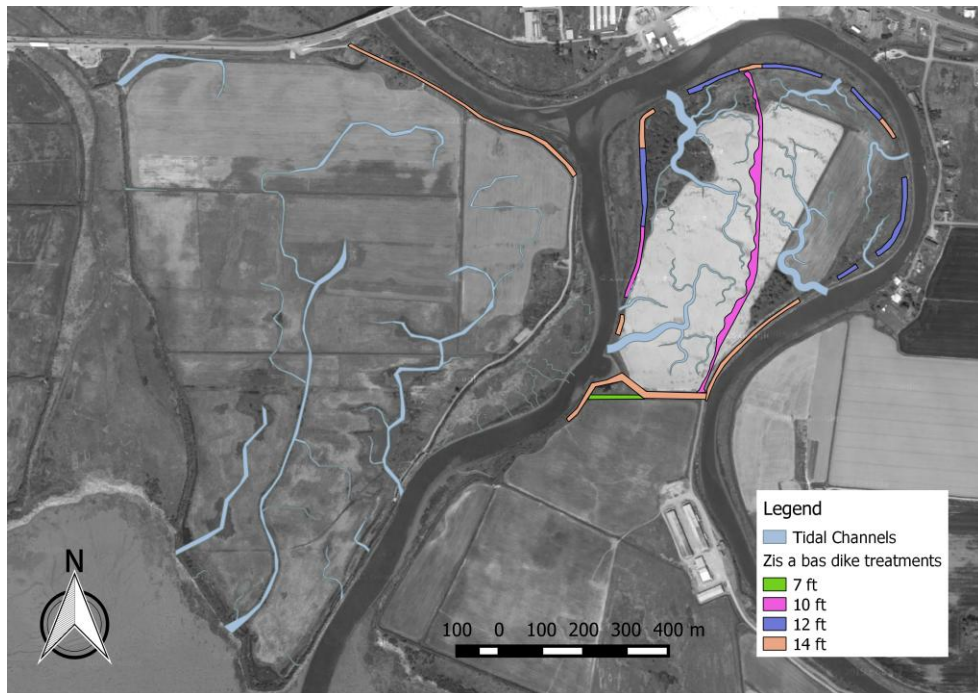 N
100 0 100 200 300 400 m
Legend
Tidal Channels
Zis a bas dike treatments
7 ft
10 ft
12 ft
14 ft